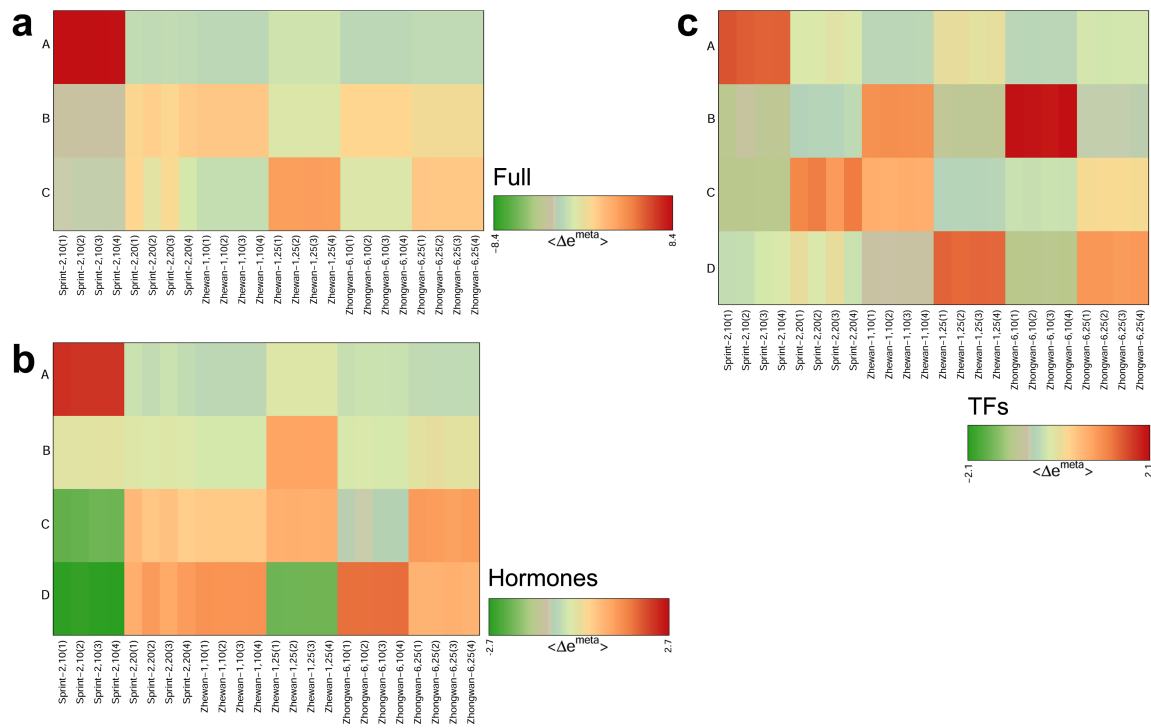 a
A
B
C
Sprint-2,10(1)
Sprint-2,10(2)
Sprint-2,10(3)
Sprint-2,10(4)
Sprint-2,20(1)
Sprint-2,20(2)
Sprint-2,20(3)
Sprint-2,20(4)
Zhewan-1,10(1)
Zhewan-1,10(2)
Zhewan-1,10(3)
Zhewan-1,10(4)
Zhewan-1,25(1)
Zhewan-1,25(2)
Zhewan-1,25(3)
Zhewan-1,25(4)
Zhongwan-6,10(1)
Zhongwan-6,10(2)
Zhongwan-6,10(3)
Zhongwan-6,10(4)
Zhongwan-6,25(1)
Zhongwan-6,25(2)
Zhongwan-6,25(3)
Zhongwan-6,25(4)
Full
-8.4
<Δe^meta>
8.4
b
A
B
C
D
Sprint-2,10(1)
Sprint-2,10(2)
Sprint-2,10(3)
Sprint-2,10(4)
Sprint-2,20(1)
Sprint-2,20(2)
Sprint-2,20(3)
Sprint-2,20(4)
Zhewan-1,10(1)
Zhewan-1,10(2)
Zhewan-1,10(3)
Zhewan-1,10(4)
Zhewan-1,25(1)
Zhewan-1,25(2)
Zhewan-1,25(3)
Zhewan-1,25(4)
Zhongwan-6,10(1)
Zhongwan-6,10(2)
Zhongwan-6,10(3)
Zhongwan-6,10(4)
Zhongwan-6,25(1)
Zhongwan-6,25(2)
Zhongwan-6,25(3)
Zhongwan-6,25(4)
Hormones
-2.7
<Δe^meta>
2.7
c
A
B
C
D
Sprint-2,10(1)
Sprint-2,10(2)
Sprint-2,10(3)
Sprint-2,10(4)
Sprint-2,20(1)
Sprint-2,20(2)
Sprint-2,20(3)
Sprint-2,20(4)
Zhewan-1,10(1)
Zhewan-1,10(2)
Zhewan-1,10(3)
Zhewan-1,10(4)
Zhewan-1,25(1)
Zhewan-1,25(2)
Zhewan-1,25(3)
Zhewan-1,25(4)
Zhongwan-6,10(1)
Zhongwan-6,10(2)
Zhongwan-6,10(3)
Zhongwan-6,10(4)
Zhongwan-6,25(1)
Zhongwan-6,25(2)
Zhongwan-6,25(3)
Zhongwan-6,25(4)
TFs
-2.1
<Δe^meta>
2.1